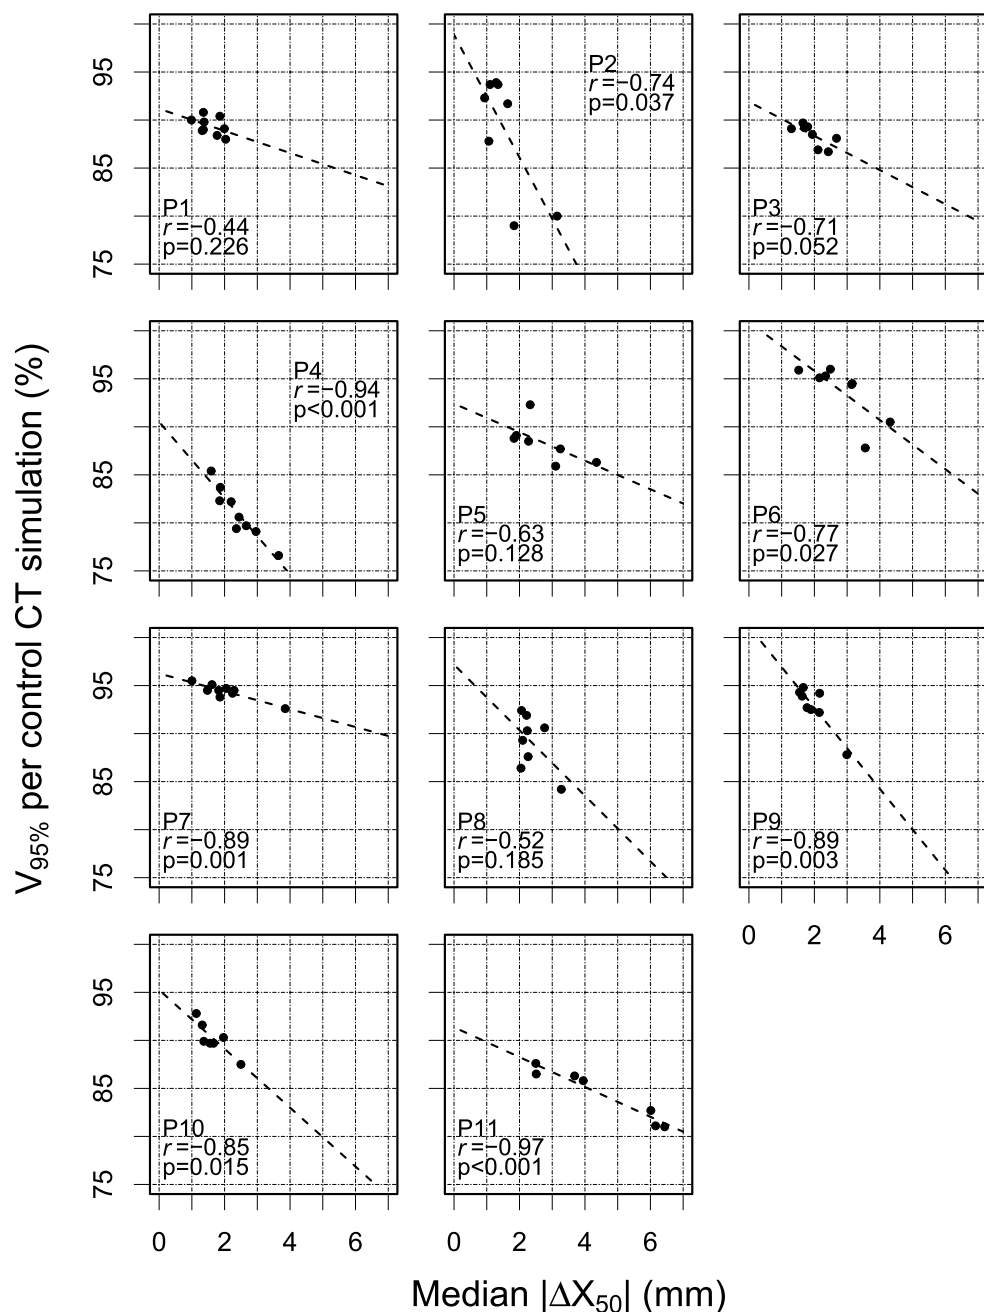 V95% per control CT simulation (%)
95
85
75
P1
r=−0.44
p=0.226
P2
r=−0.74
p=0.037
P3
r=−0.71
p=0.052
95
85
75
P4
r=−0.94
p<0.001
P5
r=−0.63
p=0.128
P6
r=−0.77
p=0.027
95
85
75
P7
r=−0.89
p=0.001
P8
r=−0.52
p=0.185
P9
r=−0.89
p=0.003
0 2 4 6
95
85
75
P10
r=−0.85
p=0.015
P11
r=−0.97
p<0.001
0 2 4 6
0 2 4 6
Median |ΔX50| (mm)